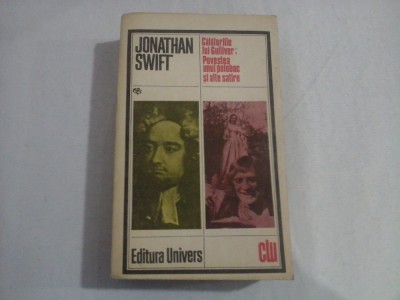 JONATHAN
SWIFT
Călătoriile
lui Gulliver;
Povestea
unui poloboc
și alte satire
Editura Univers
clu